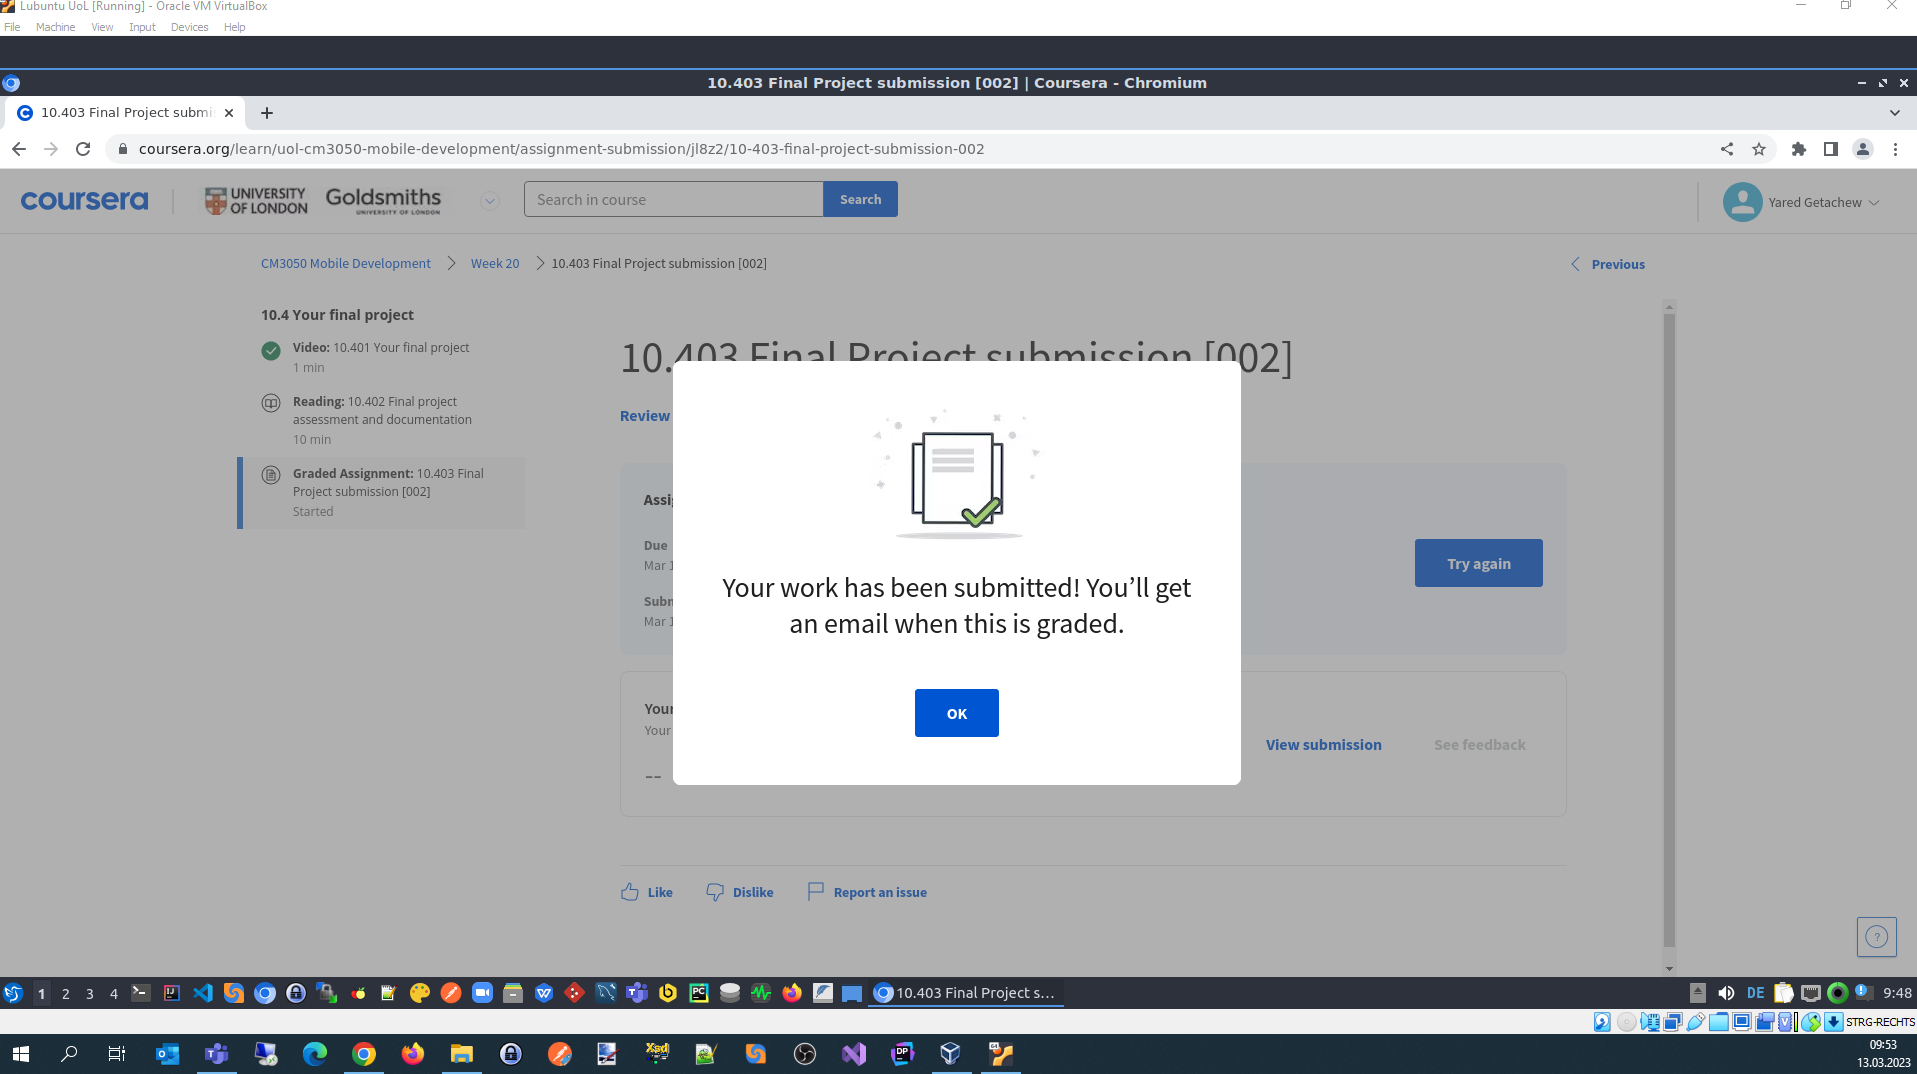 Lubuntu UoL [Running] - Oracle VM VirtualBox
File Machine View Input Devices Help
10.403 Final Project submission [002] | Coursera - Chromium
10.403 Final Project submi
coursera.org/learn/uol-cm3050-mobile-development/assignment-submission/jl8z2/10-403-final-project-submission-002
coursera
UNIVERSITY
OF LONDON
Goldsmiths
UNIVERSITY OF LONDON
Search in course
Search
Yared Getachew
CM3050 Mobile Development
Week 20
10.403 Final Project submission [002]
Previous
10.4 Your final project
Video: 10.401 Your final project
1 min
Reading: 10.402 Final project
assessment and documentation
10 min
Graded Assignment: 10.403 Final
Project submission [002]
Started
10.403 Final Project submission [002]
Review
Assig
Due
Mar 1
Subm
Mar 1
Try again
Your work has been submitted! You’ll get
an email when this is graded.
OK
Your
Your
--
View submission
See feedback
Like
Dislike
Report an issue
1 2 3 4
10.403 Final Project s...
DE
9:48
STRG-RECHTS
09:53
13.03.2023